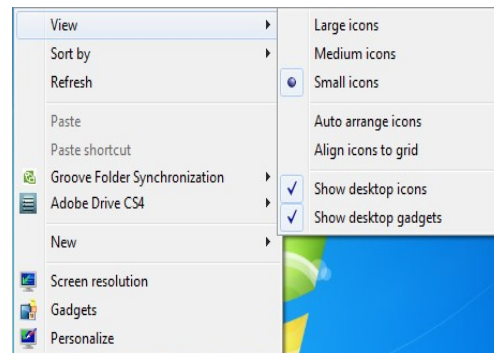 View
Sort by
Refresh
Paste
Paste shortcut
Groove Folder Synchronization
Adobe Drive CS4
New
Screen resolution
Gadgets
Personalize
Large icons
Medium icons
Small icons
Auto arrange icons
Align icons to grid
Show desktop icons
Show desktop gadgets